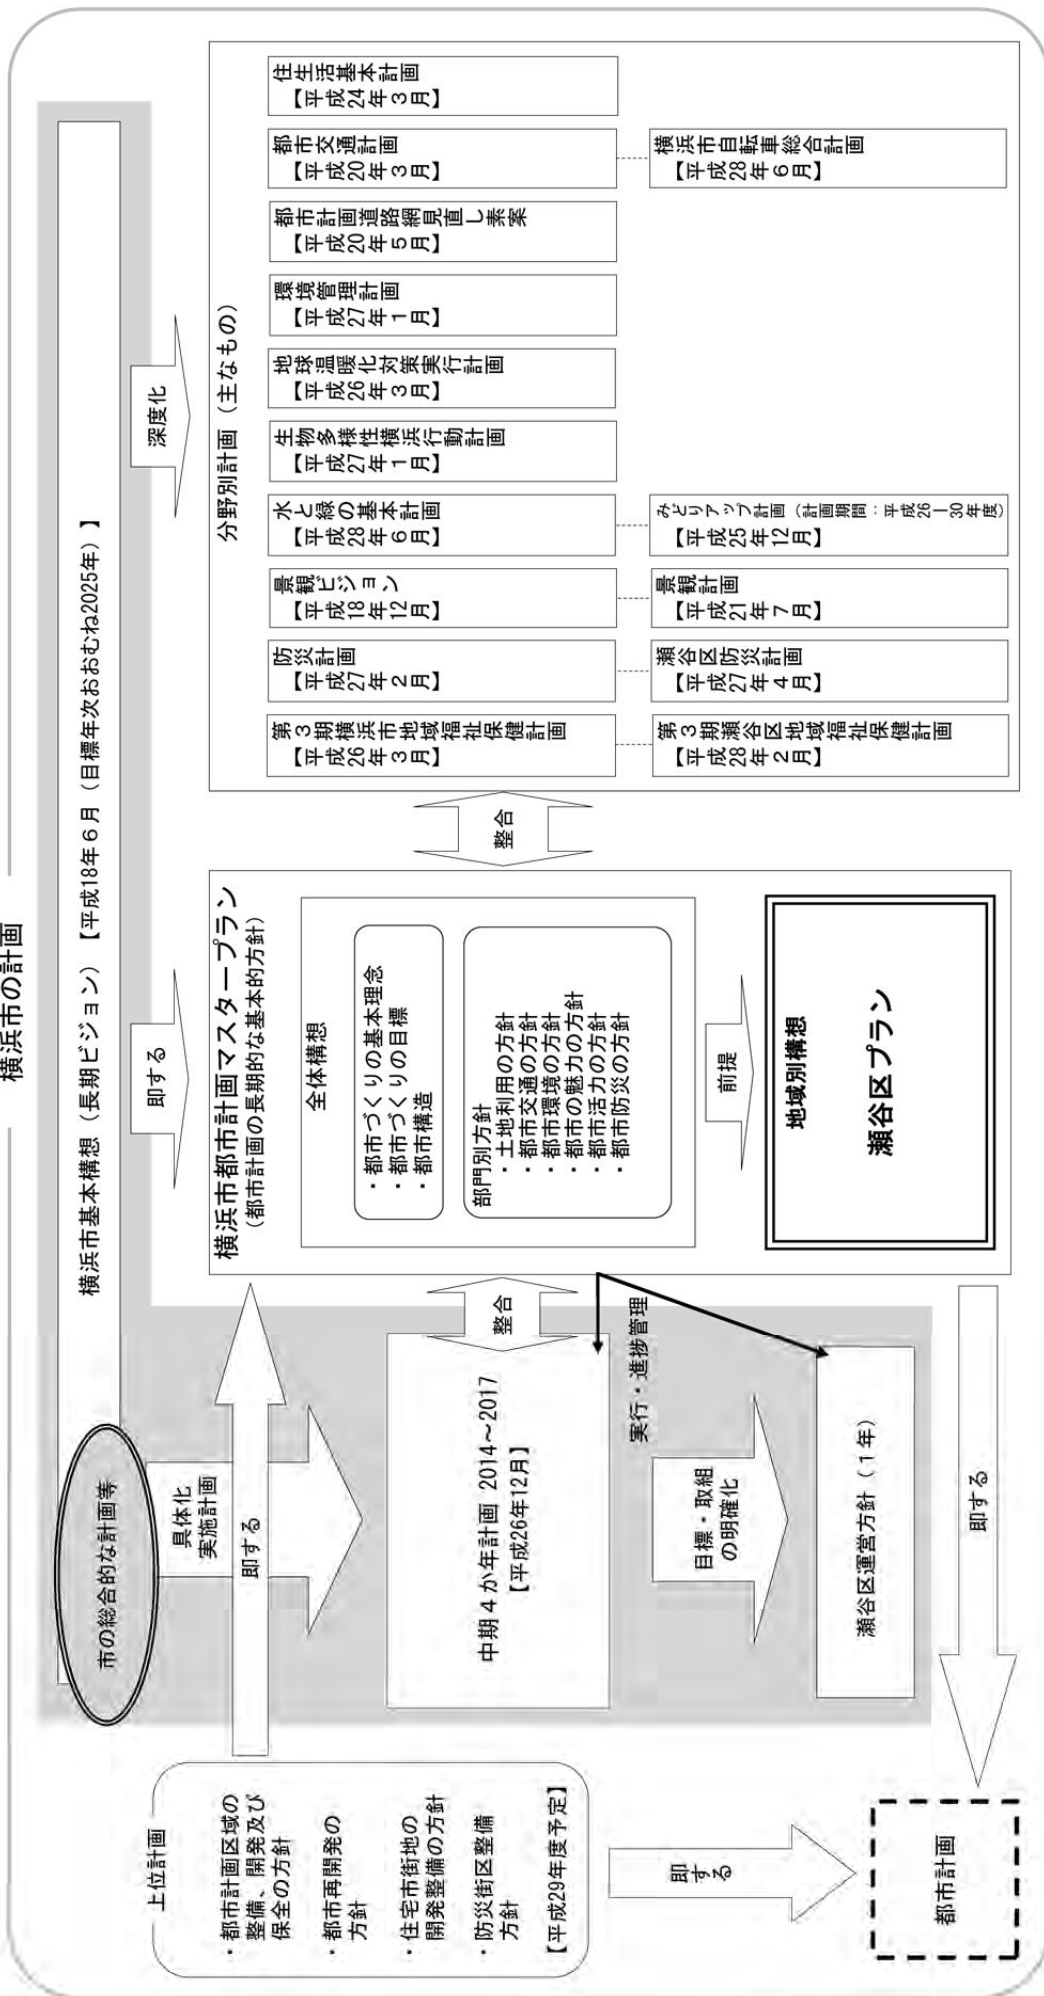 横浜市の計画
横浜市基本構想（長期ビジョン）【平成18年６月（目標年次おおむね2025年）】
市の総合的な計画等
上位計画
・都市計画区域の
整備、開発及び
保全の方針
・都市再開発の
方針
・住宅市街地の
開発整備の方針
・防災街区整備
方針
【平成29年度予定】
即する
都市計画
具体化
実施計画
即する
中期４か年計画 2014～2017
【平成26年12月】
整合
実行・進捗管理
目標・取組
の明確化
瀬谷区運営方針（１年）
即する
即する
横浜市都市計画マスタープラン
（都市計画の長期的な基本的方針）
全体構想
・都市づくりの基本理念
・都市づくりの目標
・都市構造
部門別方針
・土地利用の方針
・都市交通の方針
・都市環境の方針
・都市の魅力の方針
・都市活力の方針
・都市防災の方針
前提
地域別構想
瀬谷区プラン
整合
深度化
分野別計画（主なもの）
第３期横浜市地域福祉保健計画
【平成26年３月】
第３期瀬谷区地域福祉保健計画
【平成28年２月】
防災計画
【平成27年２月】
瀬谷区防災計画
【平成27年４月】
景観ビジョン
【平成18年12月】
景観計画
【平成21年７月】
水と緑の基本計画
【平成28年６月】
みどりアップ計画（計画期間：平成26―30年度）
【平成25年12月】
生物多様性横浜行動計画
【平成27年１月】
地球温暖化対策実行計画
【平成26年３月】
環境管理計画
【平成27年１月】
都市計画道路網見直し素案
【平成20年５月】
都市交通計画
【平成20年３月】
横浜市自転車総合計画
【平成28年６月】
住生活基本計画
【平成24年３月】